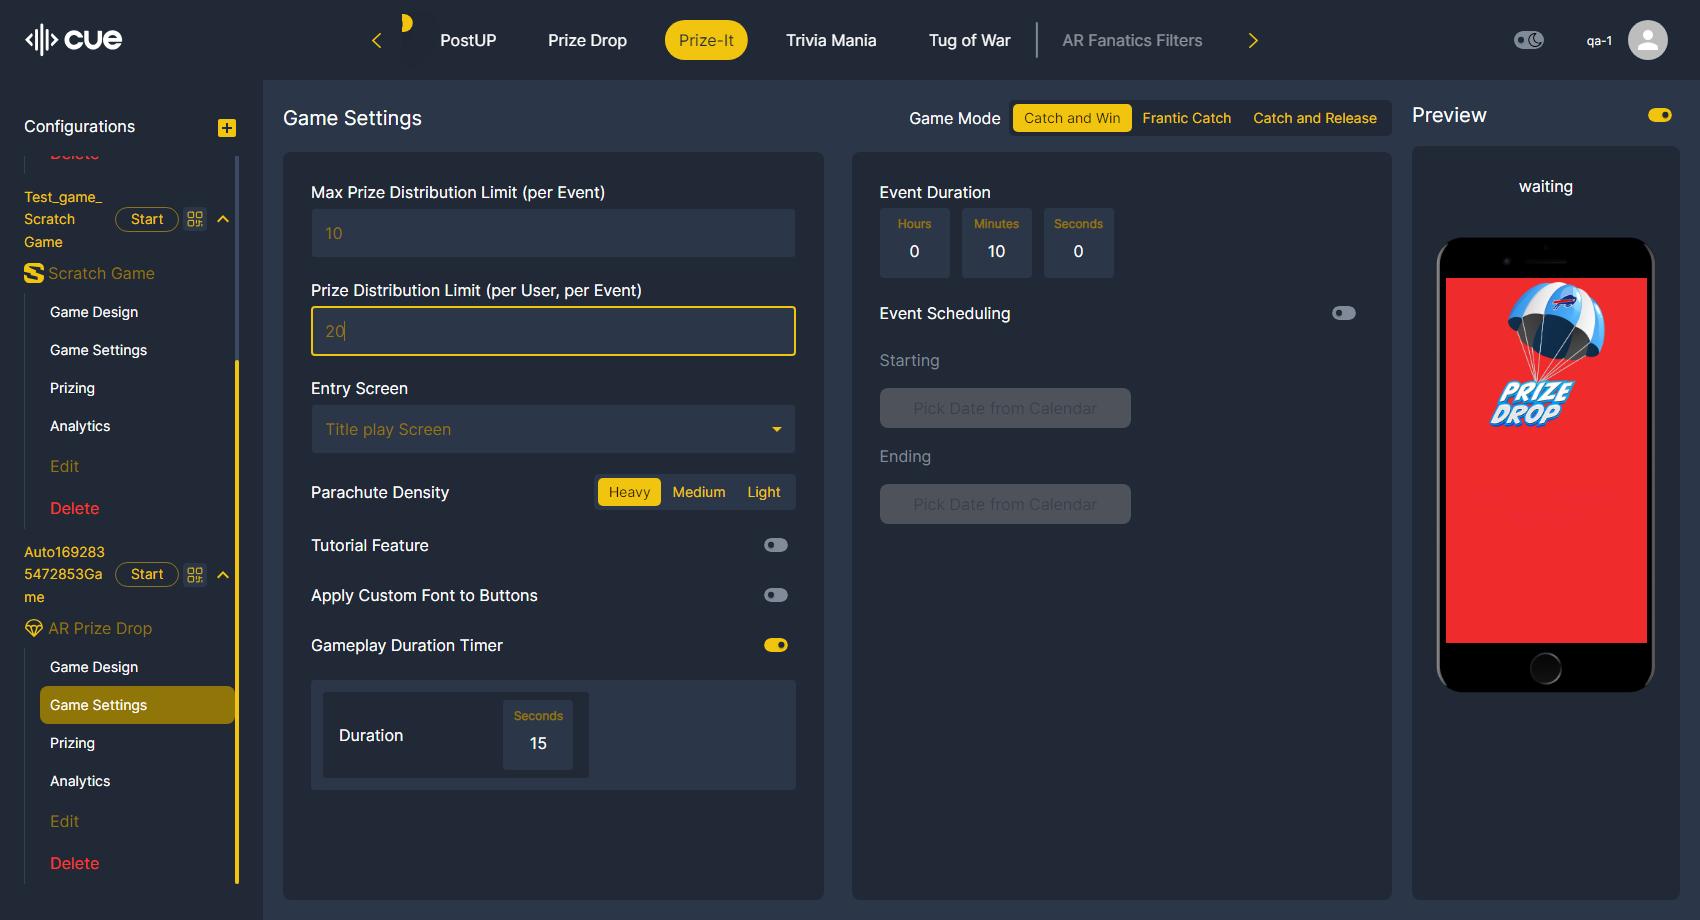 cue
PostUP
Prize Drop
Prize-It
Trivia Mania
Tug of War
AR Fanatics Filters
qa-1
Configurations
Delete
Test_game_
Scratch
Game
Start
Scratch Game
Game Design
Game Settings
Prizing
Analytics
Edit
Delete
Auto169283
5472853Ga
me
Start
AR Prize Drop
Game Design
Game Settings
Prizing
Analytics
Edit
Delete
Game Settings
Game Mode
Catch and Win
Frantic Catch
Catch and Release
Max Prize Distribution Limit (per Event)
10
Prize Distribution Limit (per User, per Event)
20
Entry Screen
Title play Screen
Parachute Density
Heavy
Medium
Light
Tutorial Feature
Apply Custom Font to Buttons
Gameplay Duration Timer
Duration
Seconds
15
Event Duration
Hours
0
Minutes
10
Seconds
0
Event Scheduling
Starting
Pick Date from Calendar
Ending
Pick Date from Calendar
Preview
waiting
PRIZE
DROP